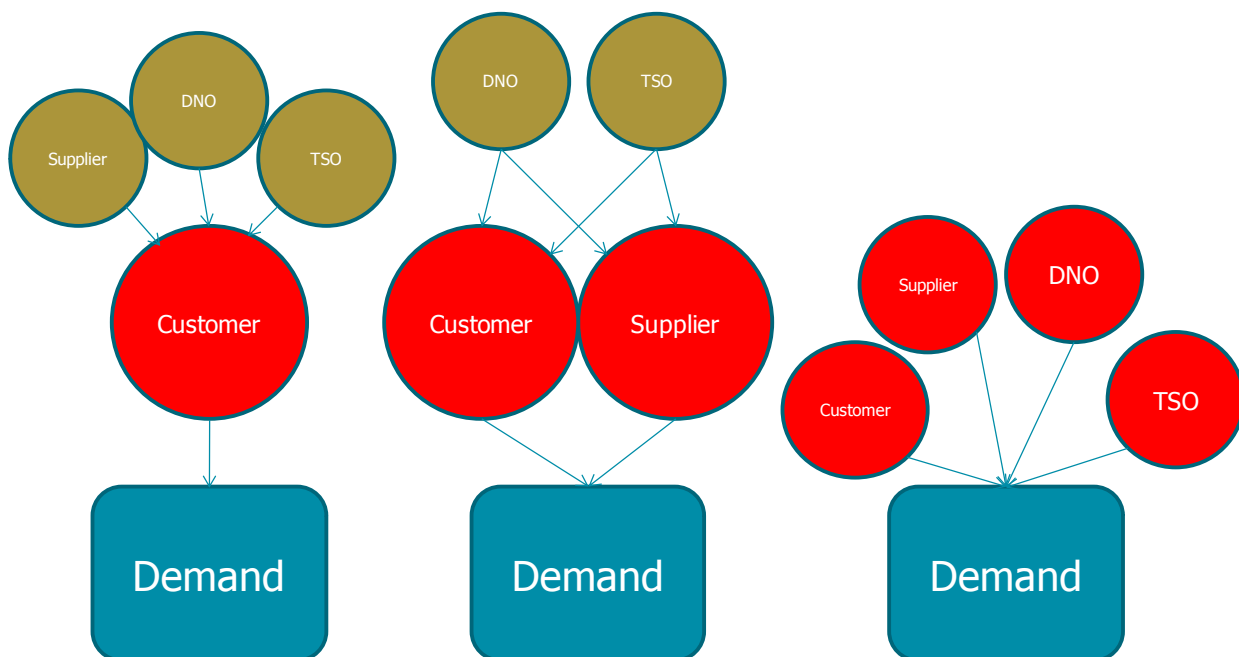 DNO
Supplier
TSO
Customer
Demand
DNO
TSO
Customer
Supplier
Demand
Supplier
DNO
Customer
TSO
Demand